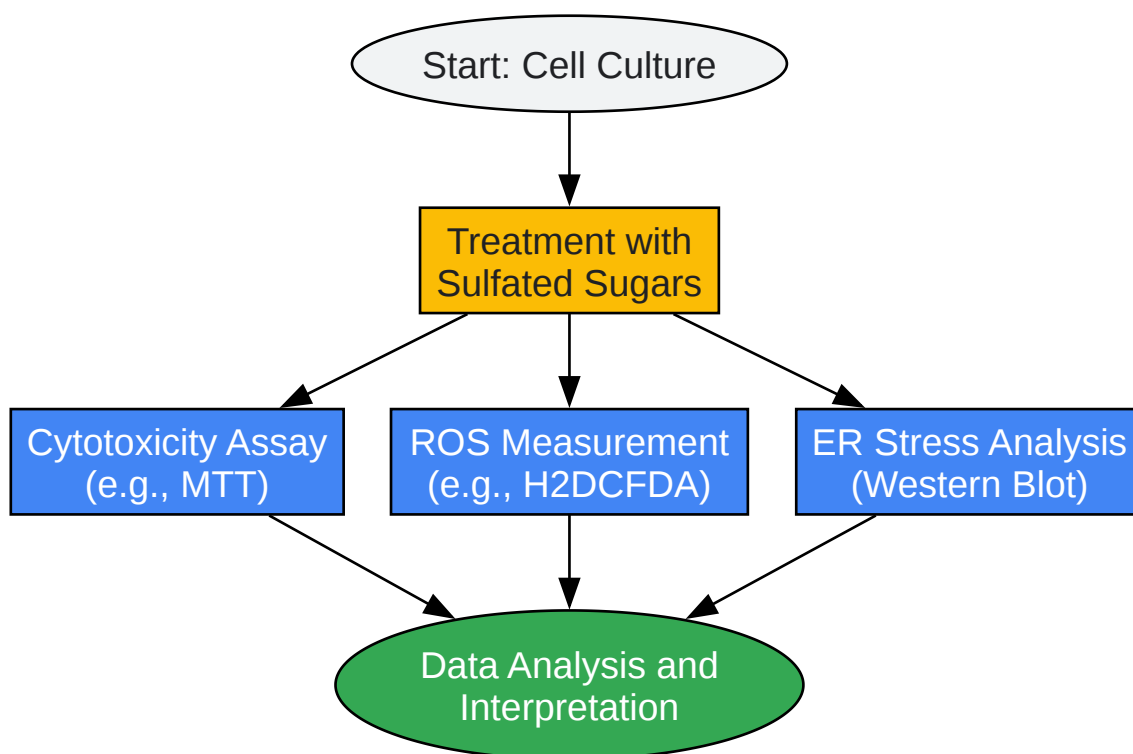 Start: Cell Culture
Treatment with
Sulfated Sugars
Cytotoxicity Assay
(e.g., MTT)
ROS Measurement
(e.g., H2DCFDA)
ER Stress Analysis
(Western Blot)
Data Analysis and
Interpretation